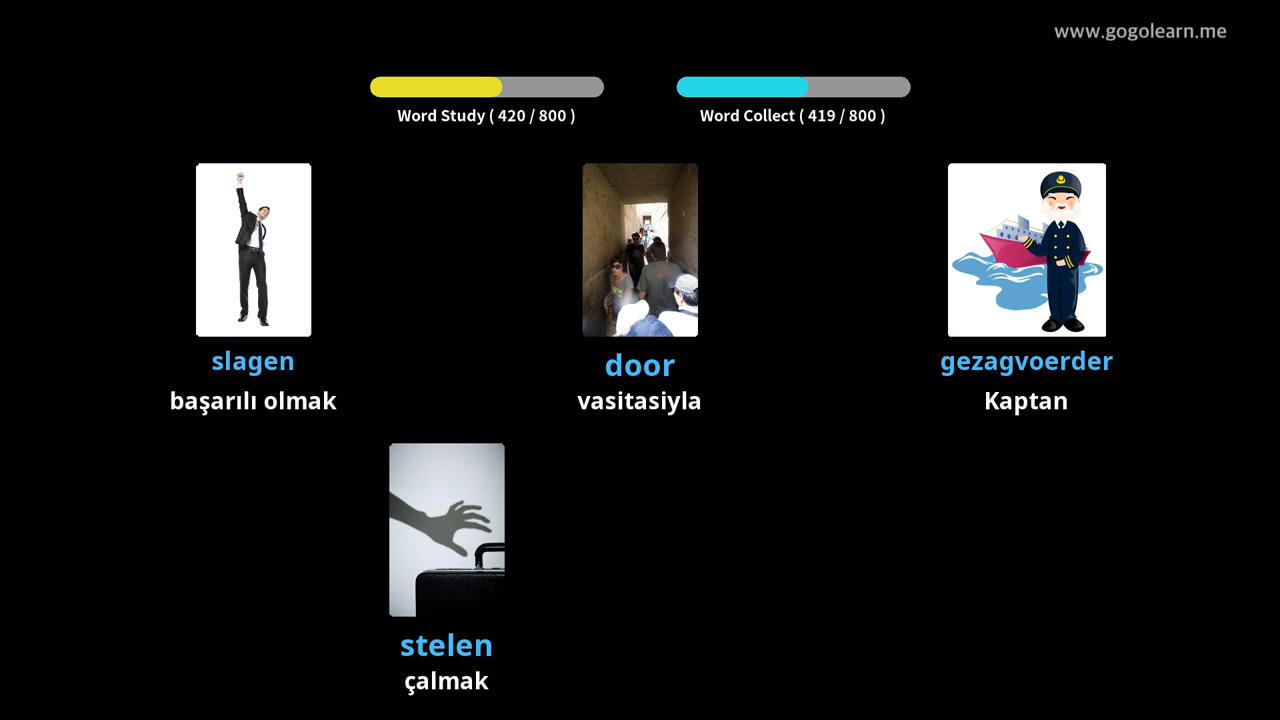 www.gogolearn.me
Word Study ( 420 / 800 )
Word Collect ( 419 / 800 )
slagen
door
gezagvoerder
başarılı olmak
vasitasiyla
Kaptan
stelen
çalmak